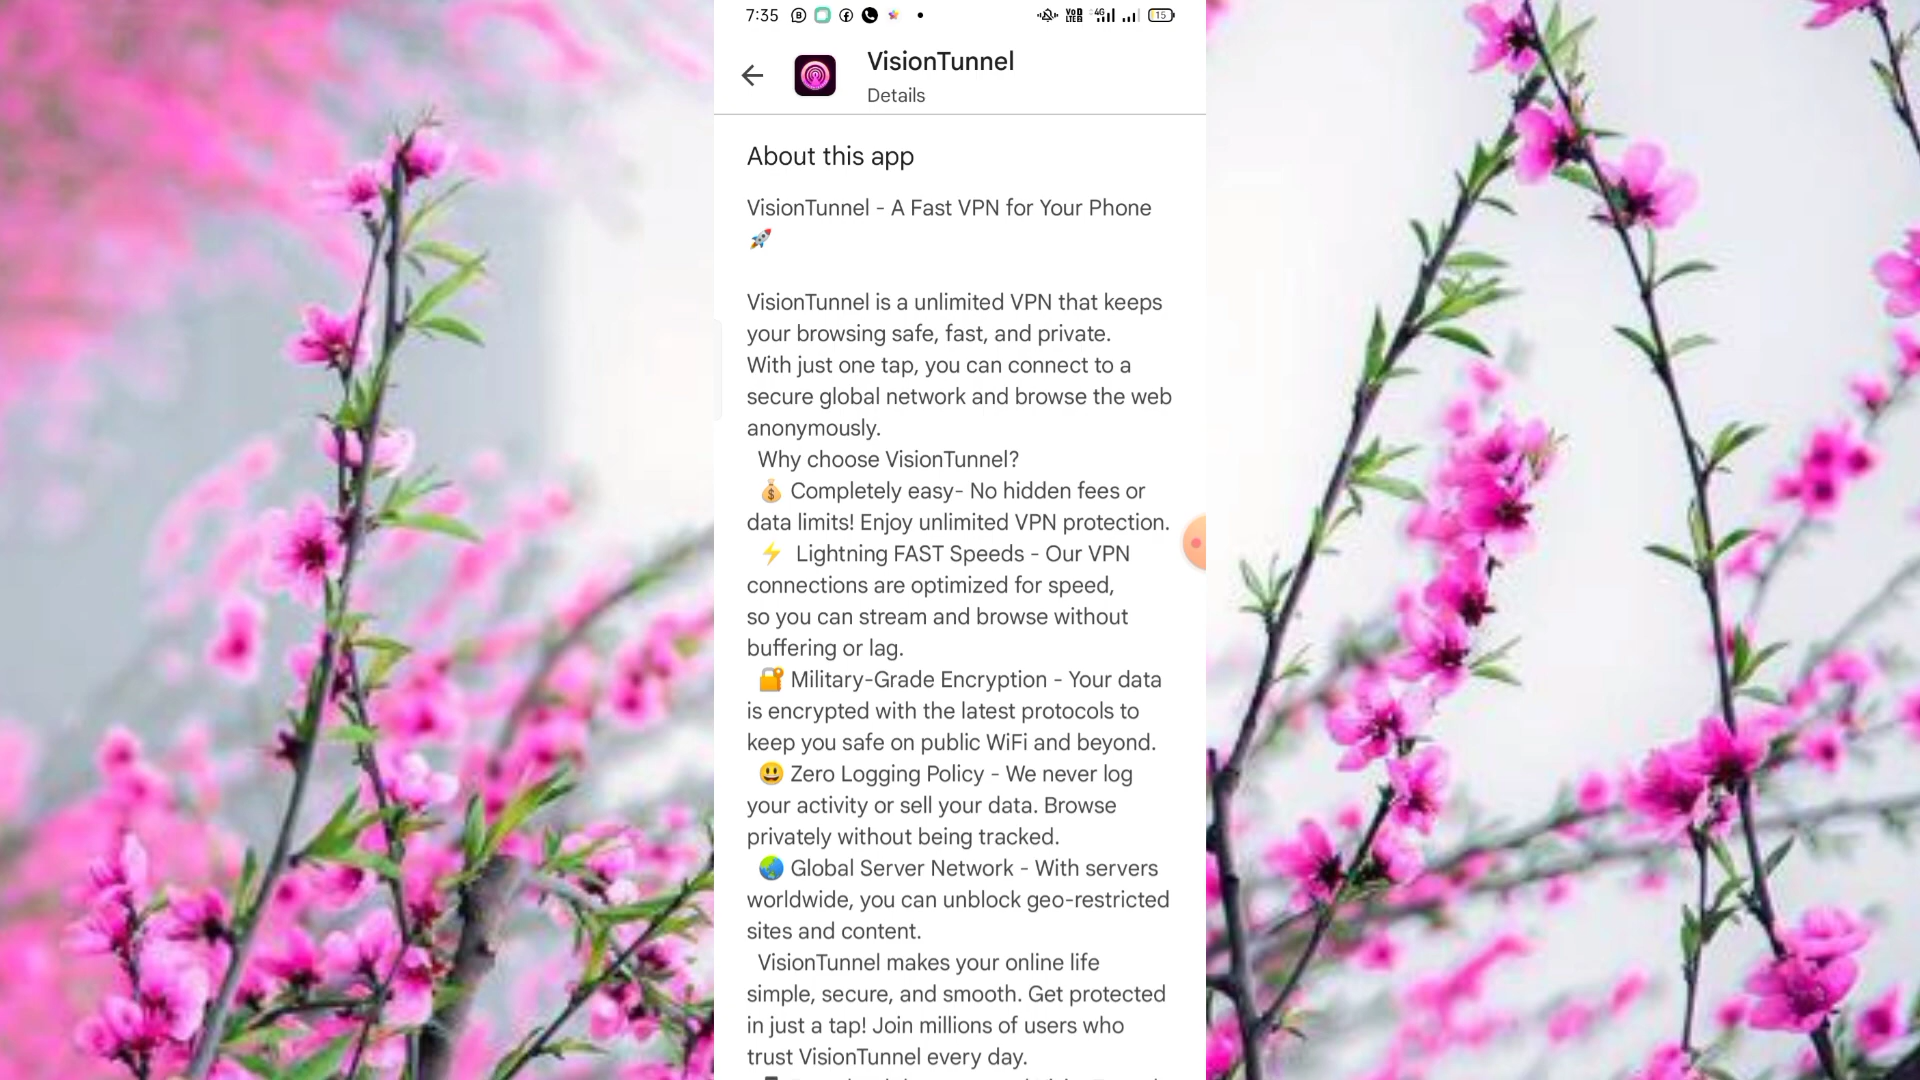 7:35
VoD LTE 4G 15
VisionTunnel
Details
About this app
VisionTunnel - A Fast VPN for Your Phone
🚀
VisionTunnel is a unlimited VPN that keeps
your browsing safe, fast, and private.
With just one tap, you can connect to a
secure global network and browse the web
anonymously.
Why choose VisionTunnel?
💰 Completely easy- No hidden fees or
data limits! Enjoy unlimited VPN protection.
⚡ Lightning FAST Speeds - Our VPN
connections are optimized for speed,
so you can stream and browse without
buffering or lag.
🔐 Military-Grade Encryption - Your data
is encrypted with the latest protocols to
keep you safe on public WiFi and beyond.
😃 Zero Logging Policy - We never log
your activity or sell your data. Browse
privately without being tracked.
🌏 Global Server Network - With servers
worldwide, you can unblock geo-restricted
sites and content.
VisionTunnel makes your online life
simple, secure, and smooth. Get protected
in just a tap! Join millions of users who
trust VisionTunnel every day.